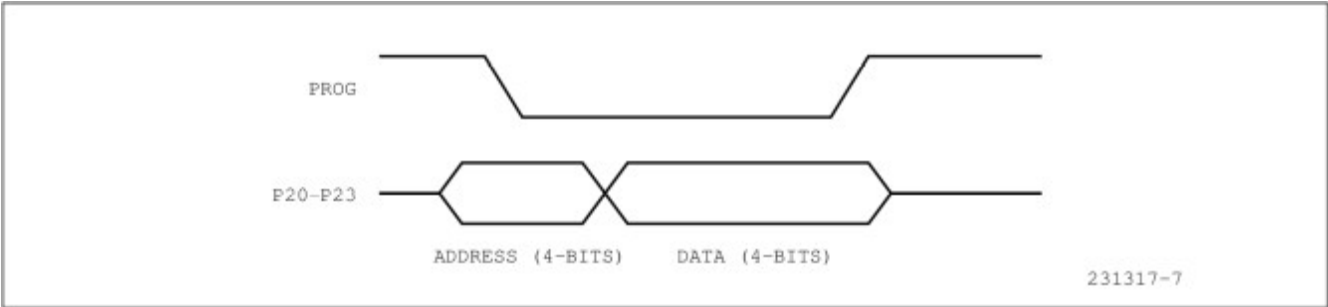 PROG
P20-P23
ADDRESS (4-BITS) DATA (4-BITS)
231317-7